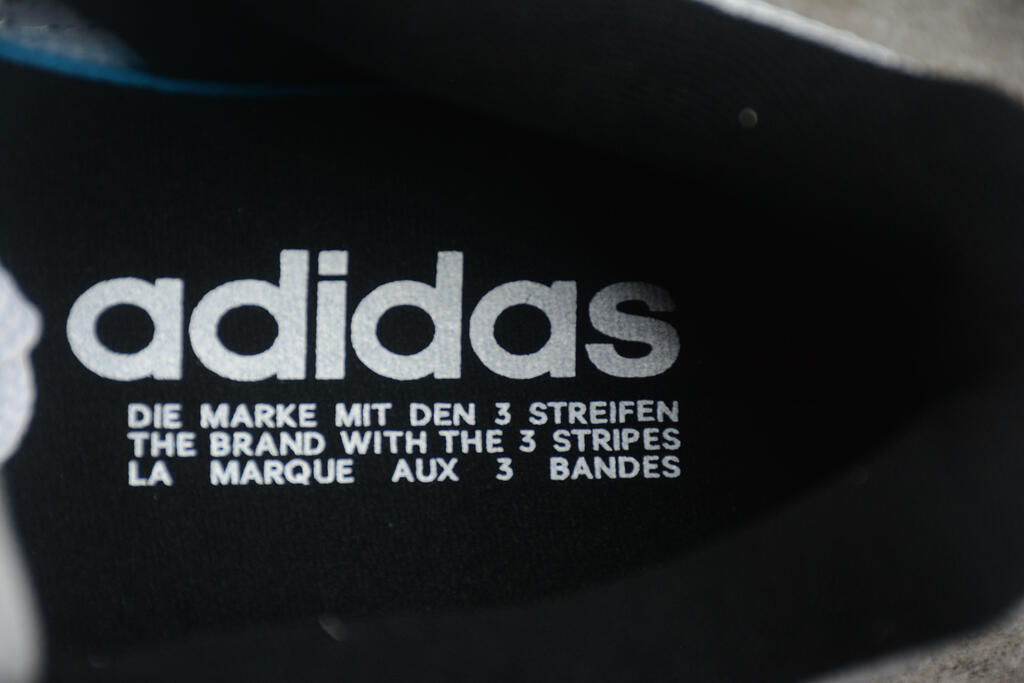 adidas
DIE MARKE MIT DEN 3 STREIFEN
THE BRAND WITH THE 3 STRIPES
LA MARQUE AUX 3 BANDES